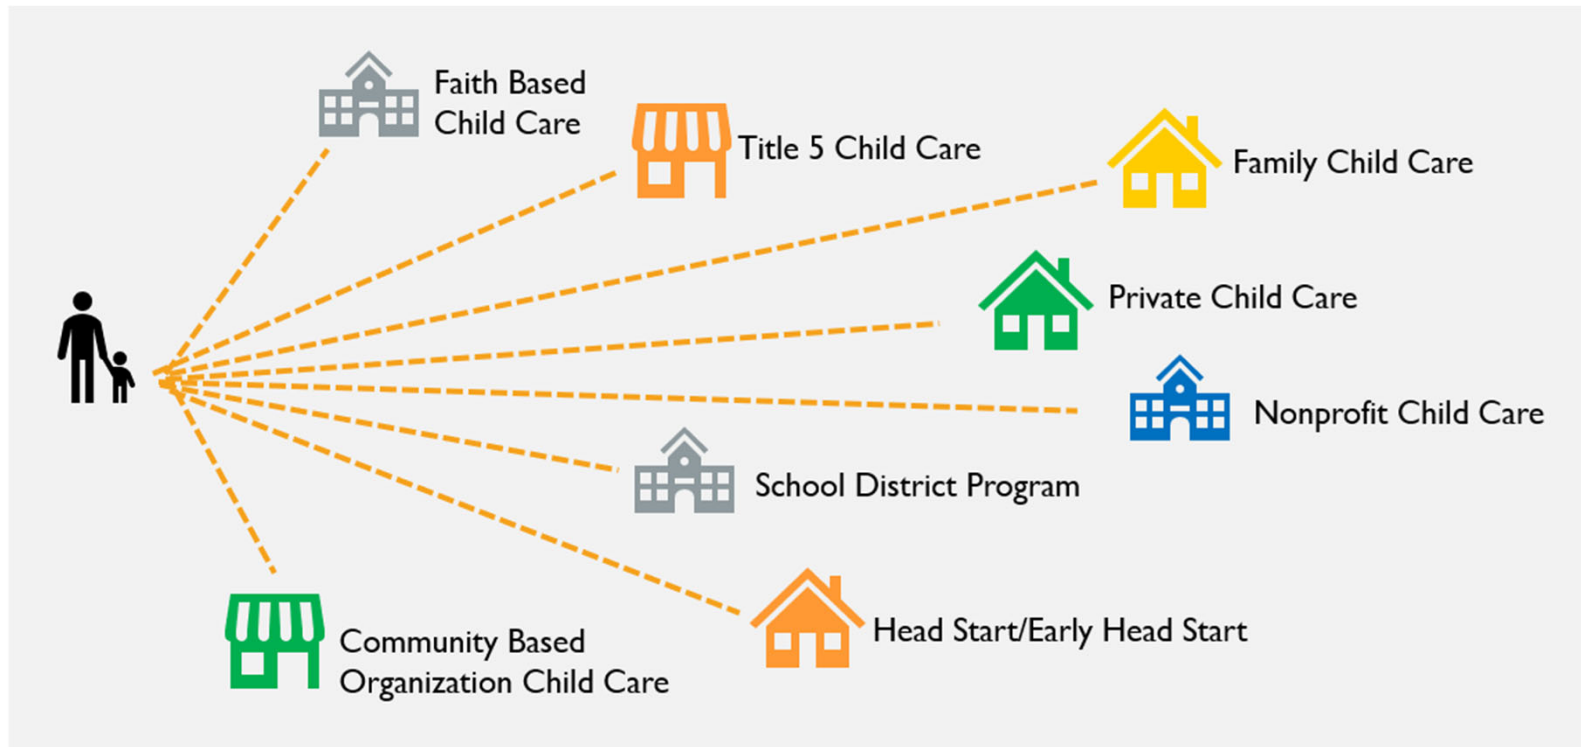 Faith Based
Child Care
Title 5 Child Care
Family Child Care
Private Child Care
Nonprofit Child Care
School District Program
Head Start/Early Head Start
Community Based
Organization Child Care